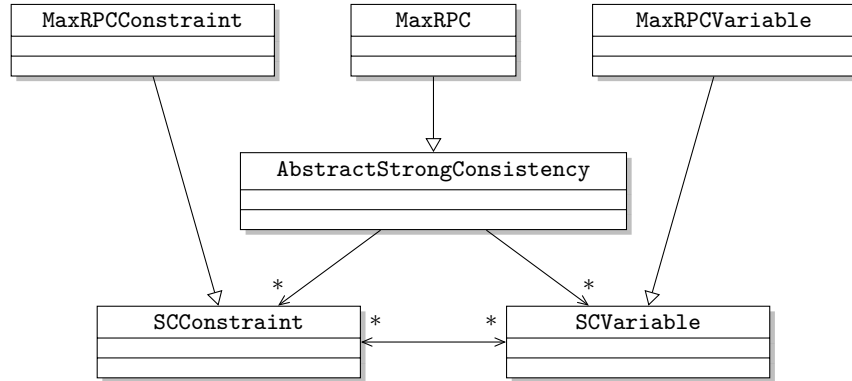 MaxRPCConstraint
MaxRPC
MaxRPCVariable
AbstractStrongConsistency
*
*
SCConstraint
*
*
SCVariable